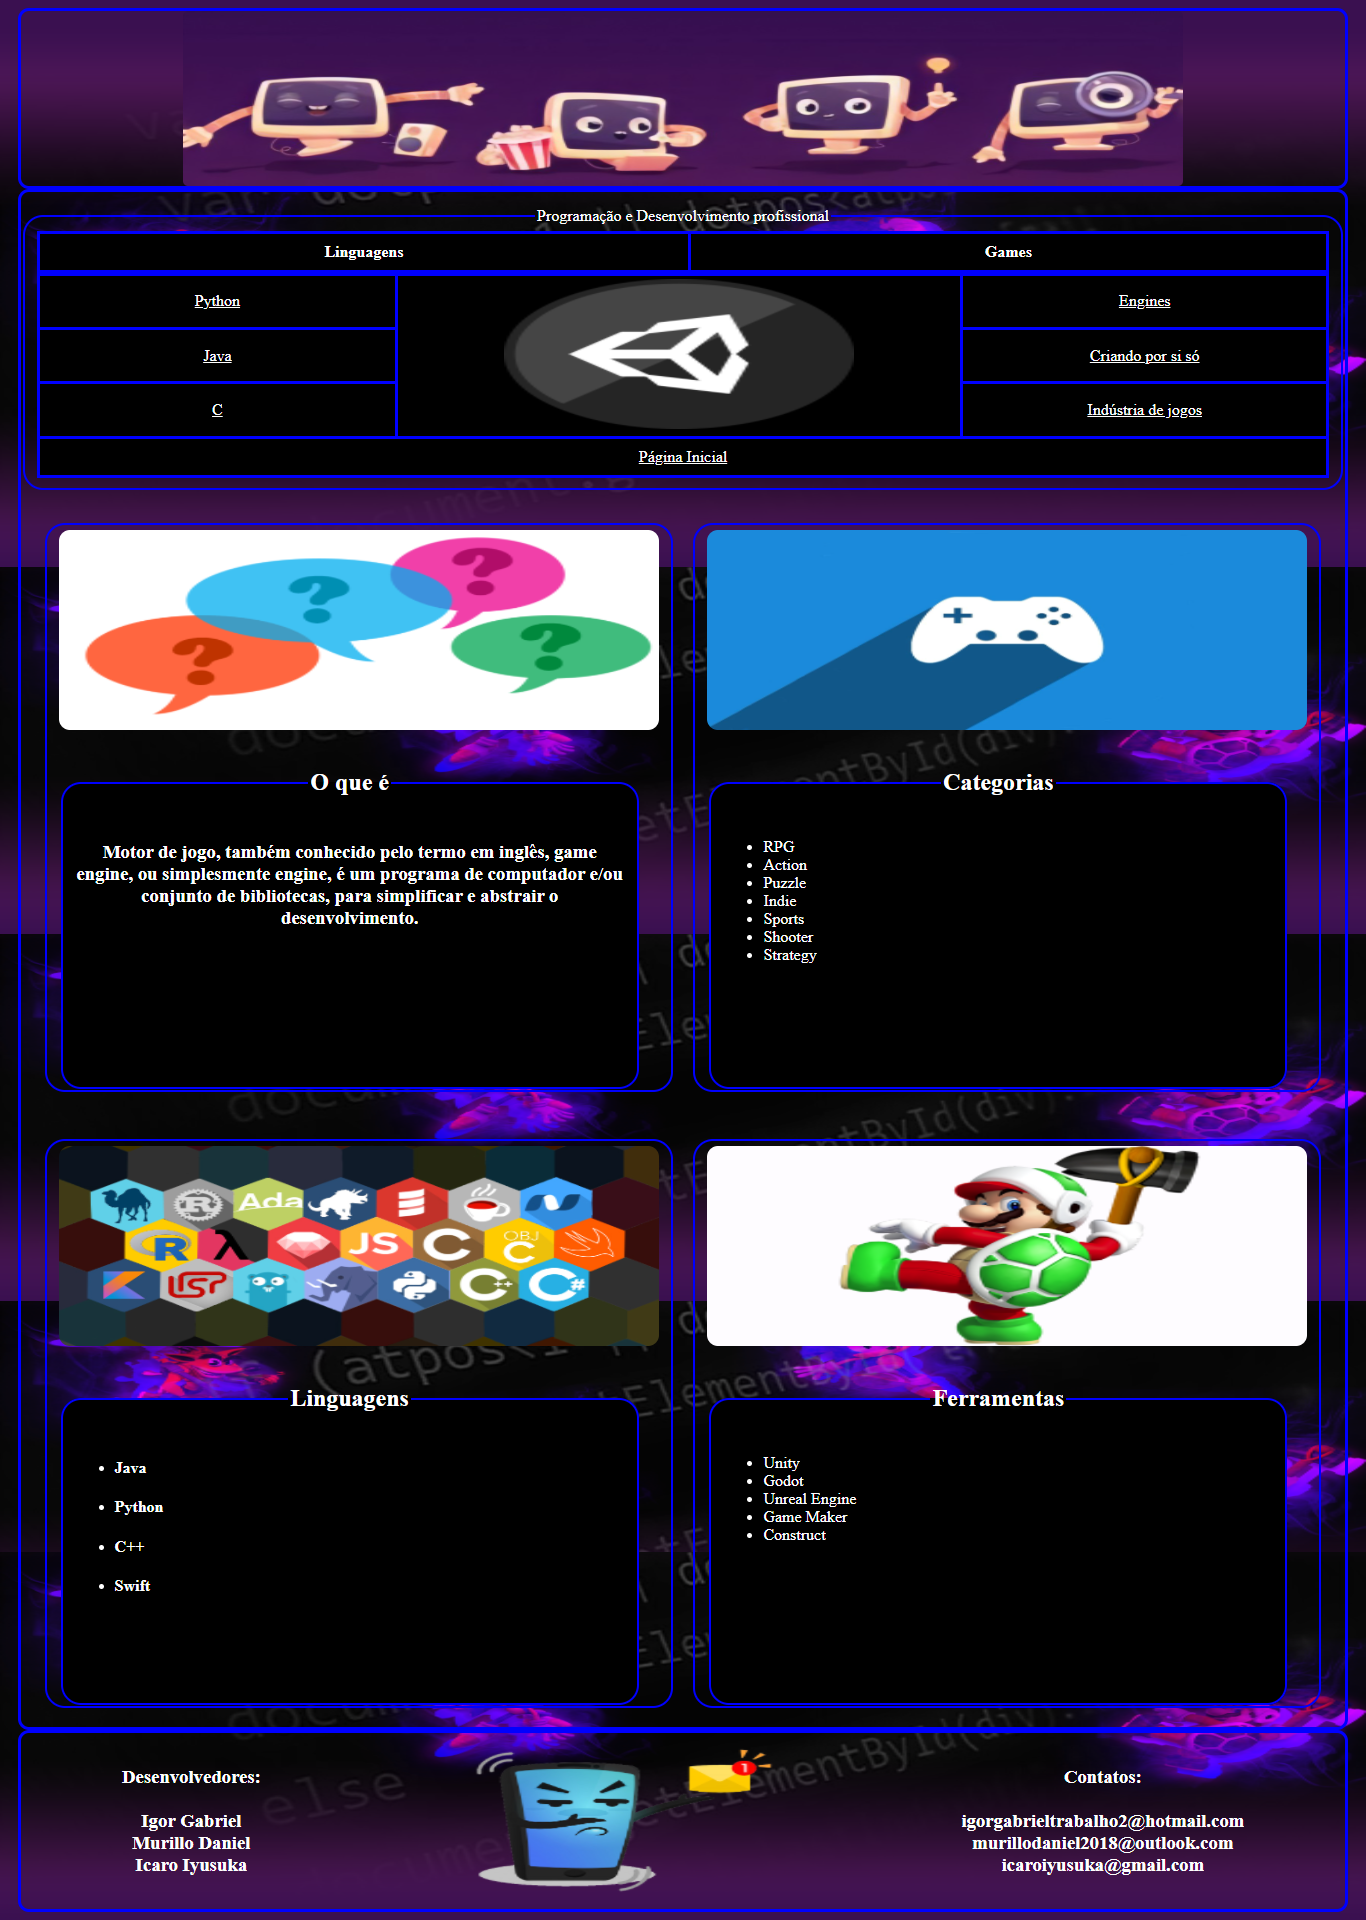 Programação e Desenvolvimento profissional
Linguagens
Games
Python
Engines
Java
Criando por si só
C
Indústria de jogos
Página Inicial
O que é
Motor de jogo, também conhecido pelo termo em inglês, game
engine, ou simplesmente engine, é um programa de computador e/ou
conjunto de bibliotecas, para simplificar e abstrair o
desenvolvimento.
Categorias
RPG
Action
Puzzle
Indie
Sports
Shooter
Strategy
Ada
R
λ
JS
C
OBJ
C
LISP
C++
C#
Linguagens
Java
Python
C++
Swift
Ferramentas
Unity
Godot
Unreal Engine
Game Maker
Construct
Desenvolvedores:
Igor Gabriel
Murillo Daniel
Icaro Iyusuka
1
Contatos:
igorgabrieltrabalho2@hotmail.com
murillodaniel2018@outlook.com
icaroiyusuka@gmail.com